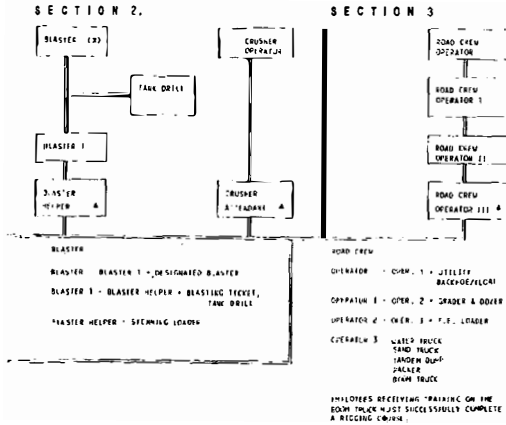 SECTION 2.
BLASTER (X)
CRUSHER
OPERATOR
TANK DRILL
BLASTER 1
BLASTER
HELPER
CRUSHER
ATTENDANT
BLASTER
BLASTER BLASTER 1 + DESIGNATED BLASTER
BLASTER 1 - BLASTER HELPER + BLASTING TICKET,
TANK DRILL
BLASTER HELPER - STEMMING LOADER
SECTION 3
ROAD CREW
OPERATOR
ROAD CREW
OPERATOR I
ROAD CREW
OPERATOR II
ROAD CREW
OPERATOR III
ROAD CREW
OPERATOR - OPER. 1 + UTILITY
BACKHOE/FLOAT
OPERATOR 1 - OPER. 2 + GRADER & DOZER
OPERATOR 2 - OPER. 3 + F.E. LOADER
OPERATOR 3 WATER TRUCK
SAND TRUCK
TANDEM DUMP
PACKER
BOOM TRUCK
EMPLOYEES RECEIVING TRAINING ON THE
BOOM TRUCK MUST SUCCESSFULLY COMPLETE
A RIGGING COURSE.